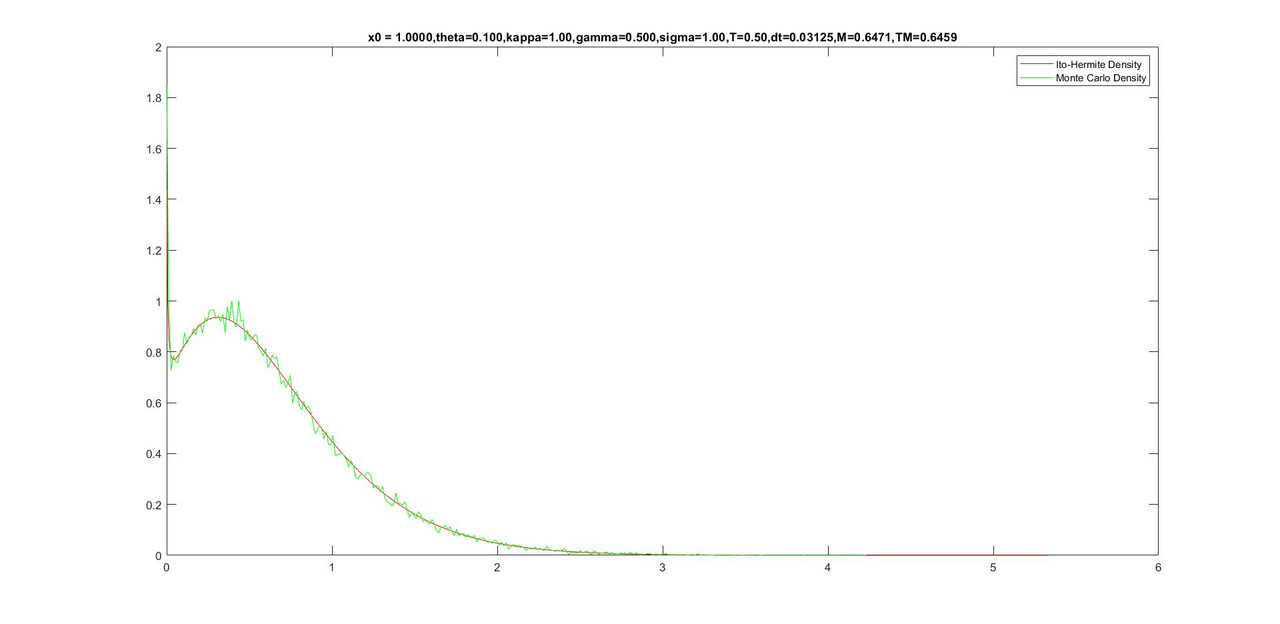 x0 = 1.0000,theta=0.100,kappa=1.00,gamma=0.500,sigma=1.00,T=0.50,dt=0.03125,M=0.6471,TM=0.6459
Ito-Hermite Density
Monte Carlo Density
2
1.8
1.6
1.4
1.2
1
0.8
0.6
0.4
0.2
0
0 1 2 3 4 5 6